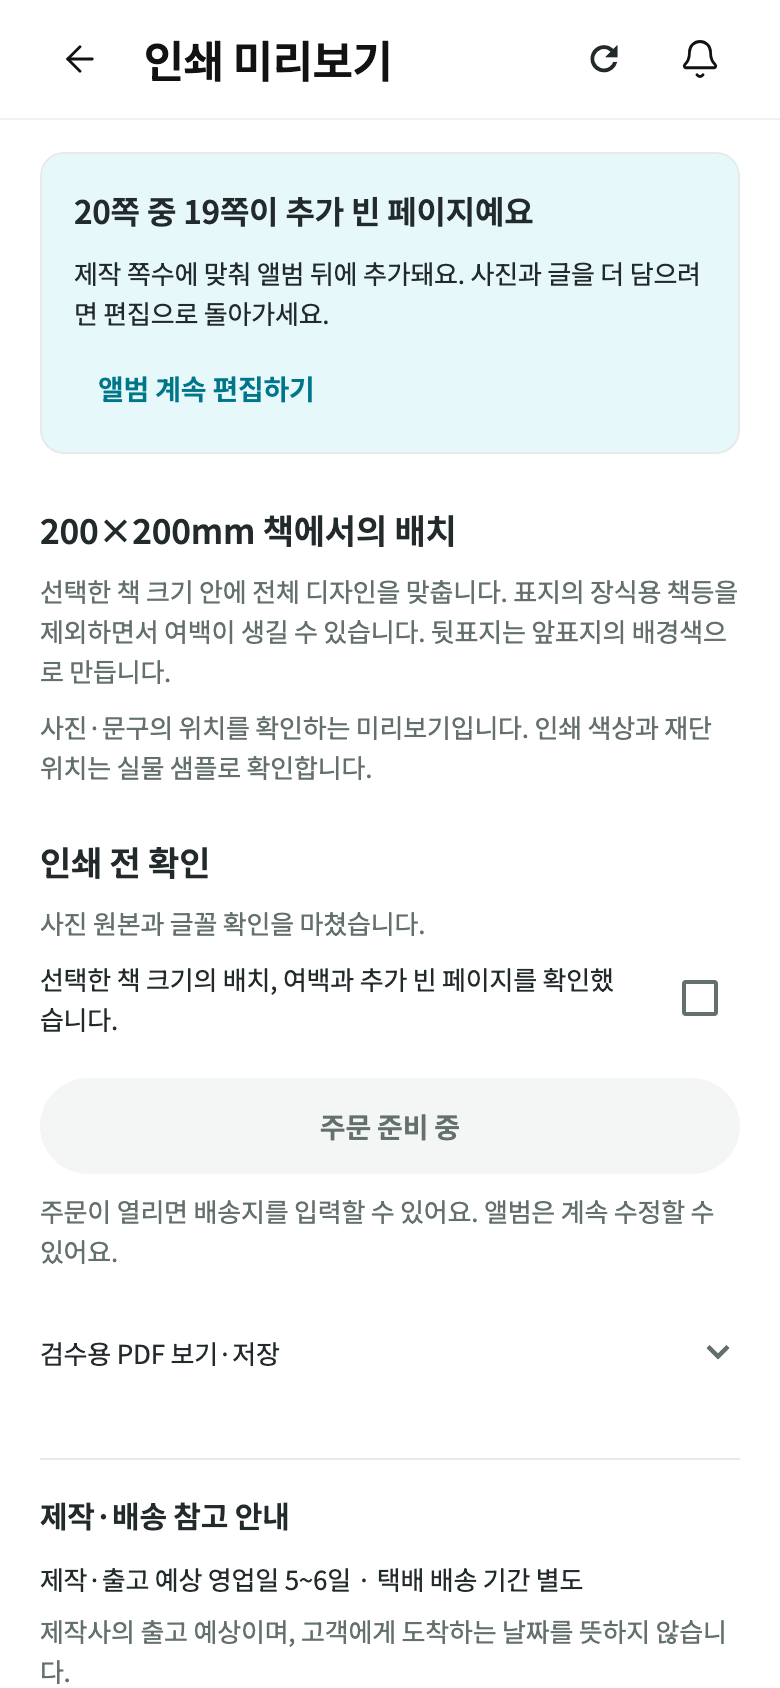 인쇄 미리보기
20쪽 중 19쪽이 추가 빈 페이지예요
제작 쪽수에 맞춰 앨범 뒤에 추가돼요. 사진과 글을 더 담으려
면 편집으로 돌아가세요.
앨범 계속 편집하기
200×200mm 책에서의 배치
선택한 책 크기 안에 전체 디자인을 맞춥니다. 표지의 장식용 책등을
제외하면서 여백이 생길 수 있습니다. 뒷표지는 앞표지의 배경색으
로 만듭니다.
사진·문구의 위치를 확인하는 미리보기입니다. 인쇄 색상과 재단
위치는 실물 샘플로 확인합니다.
인쇄 전 확인
사진 원본과 글꼴 확인을 마쳤습니다.
선택한 책 크기의 배치, 여백과 추가 빈 페이지를 확인했
습니다.
주문 준비 중
주문이 열리면 배송지를 입력할 수 있어요. 앨범은 계속 수정할 수
있어요.
검수용 PDF 보기·저장
제작·배송 참고 안내
제작·출고 예상 영업일 5~6일 · 택배 배송 기간 별도
제작사의 출고 예상이며, 고객에게 도착하는 날짜를 뜻하지 않습니
다.